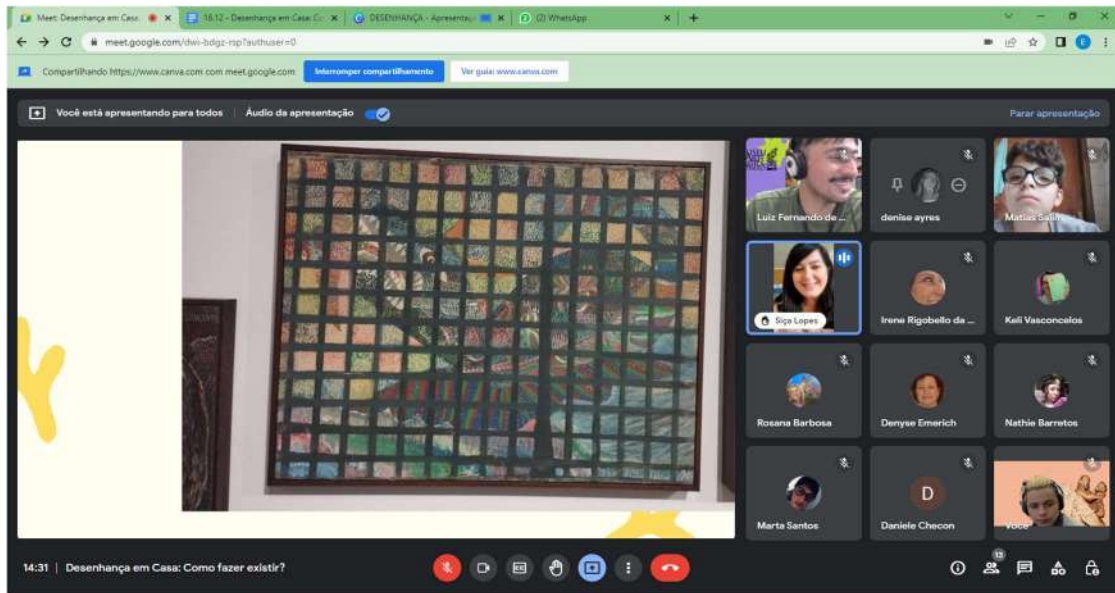 Meet: Desenhança em Casa:
16.12 - Desenhança em Casa: Co
DESENHANÇA - Apresentaç
(2) WhatsApp
meet.google.com/dwi-bdgz-rsp?authuser=0
E
Compartilhando https://www.canva.com com meet.google.com
Interromper compartilhamento
Ver guia: www.canva.com
Você está apresentando para todos
Áudio da apresentação
Parar apresentação
Luiz Fernando de ...
denise ayres
Matias
Siça Lopes
Irene Rigobello da ...
Keli Vasconcelos
Rosana Barbosa
Denyse Emerich
Nathie Barretos
D
Marta Santos
Daniele Checon
Você
14:31 | Desenhança em Casa: Como fazer existir?
13